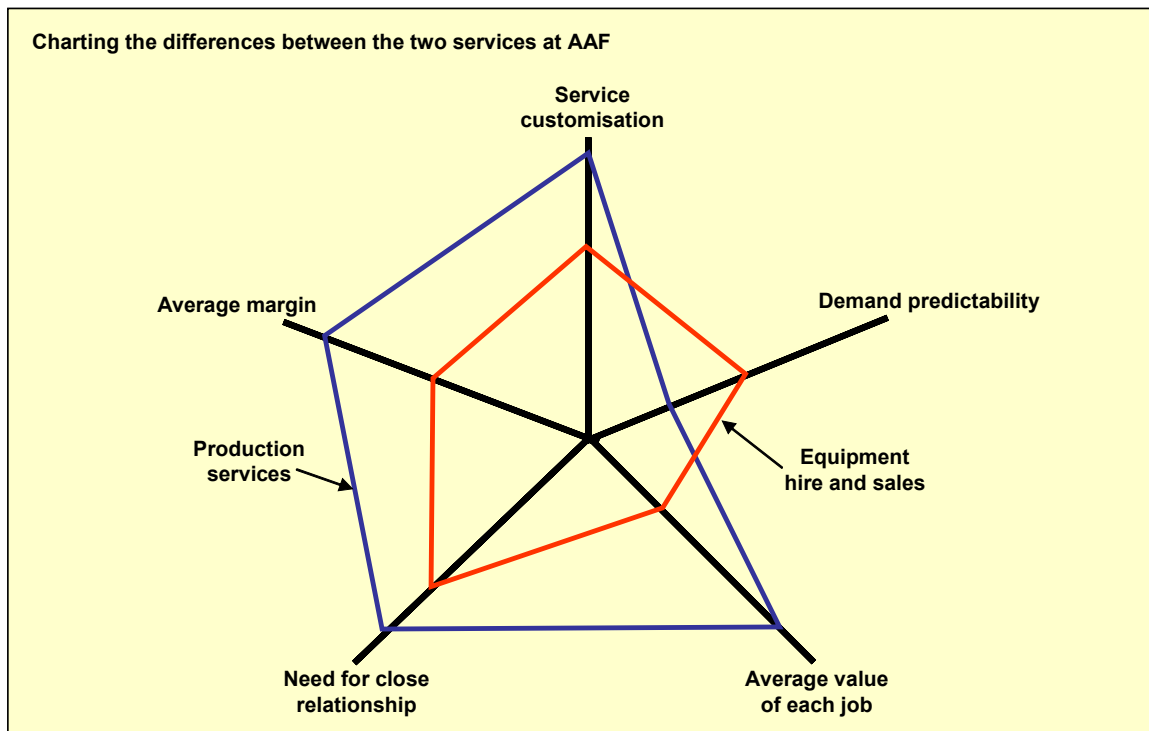 Charting the differences between the two services at AAF
Service
customisation
Average margin
Demand predictability
Production
services
Equipment
hire and sales
Need for close
relationship
Average value
of each job